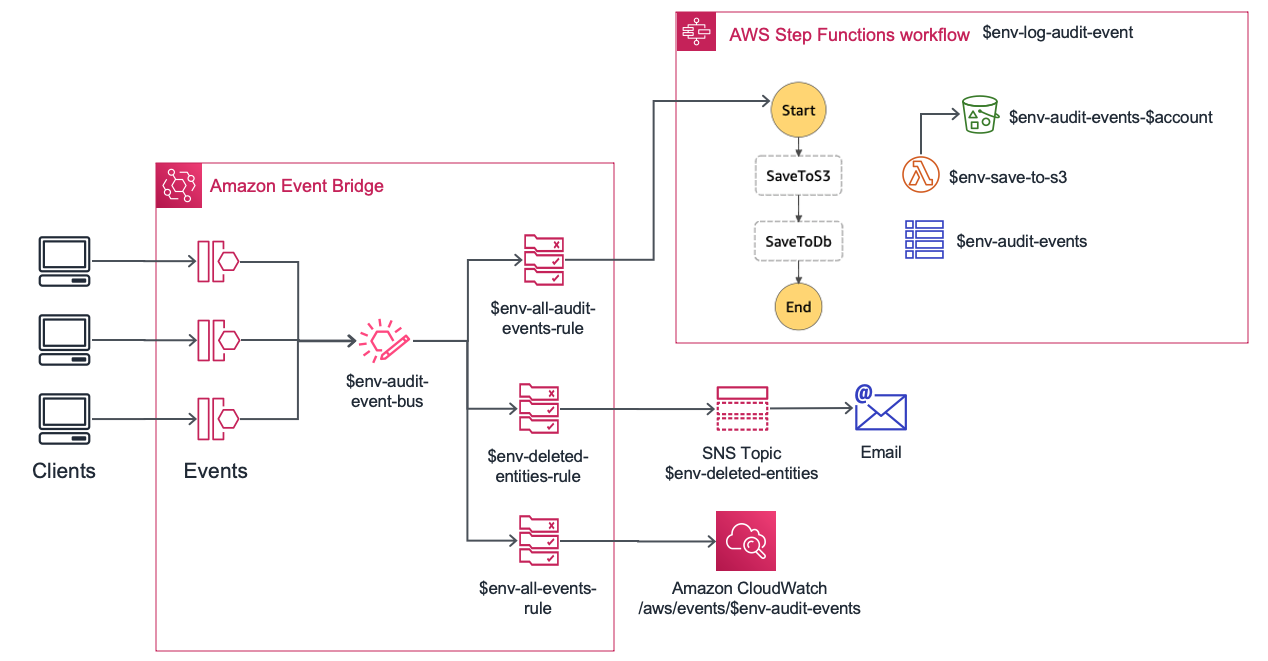 AWS Step Functions workflow $env-log-audit-event
Start
$env-audit-events-$account
SaveToS3
$env-save-to-s3
SaveToDb
$env-audit-events
End
Amazon Event Bridge
$env-all-audit-
events-rule
$env-audit-
event-bus
Clients
Events
$env-deleted-
entities-rule
SNS Topic
$env-deleted-entities
@
Email
$env-all-events-
rule
Amazon CloudWatch
/aws/events/$env-audit-events